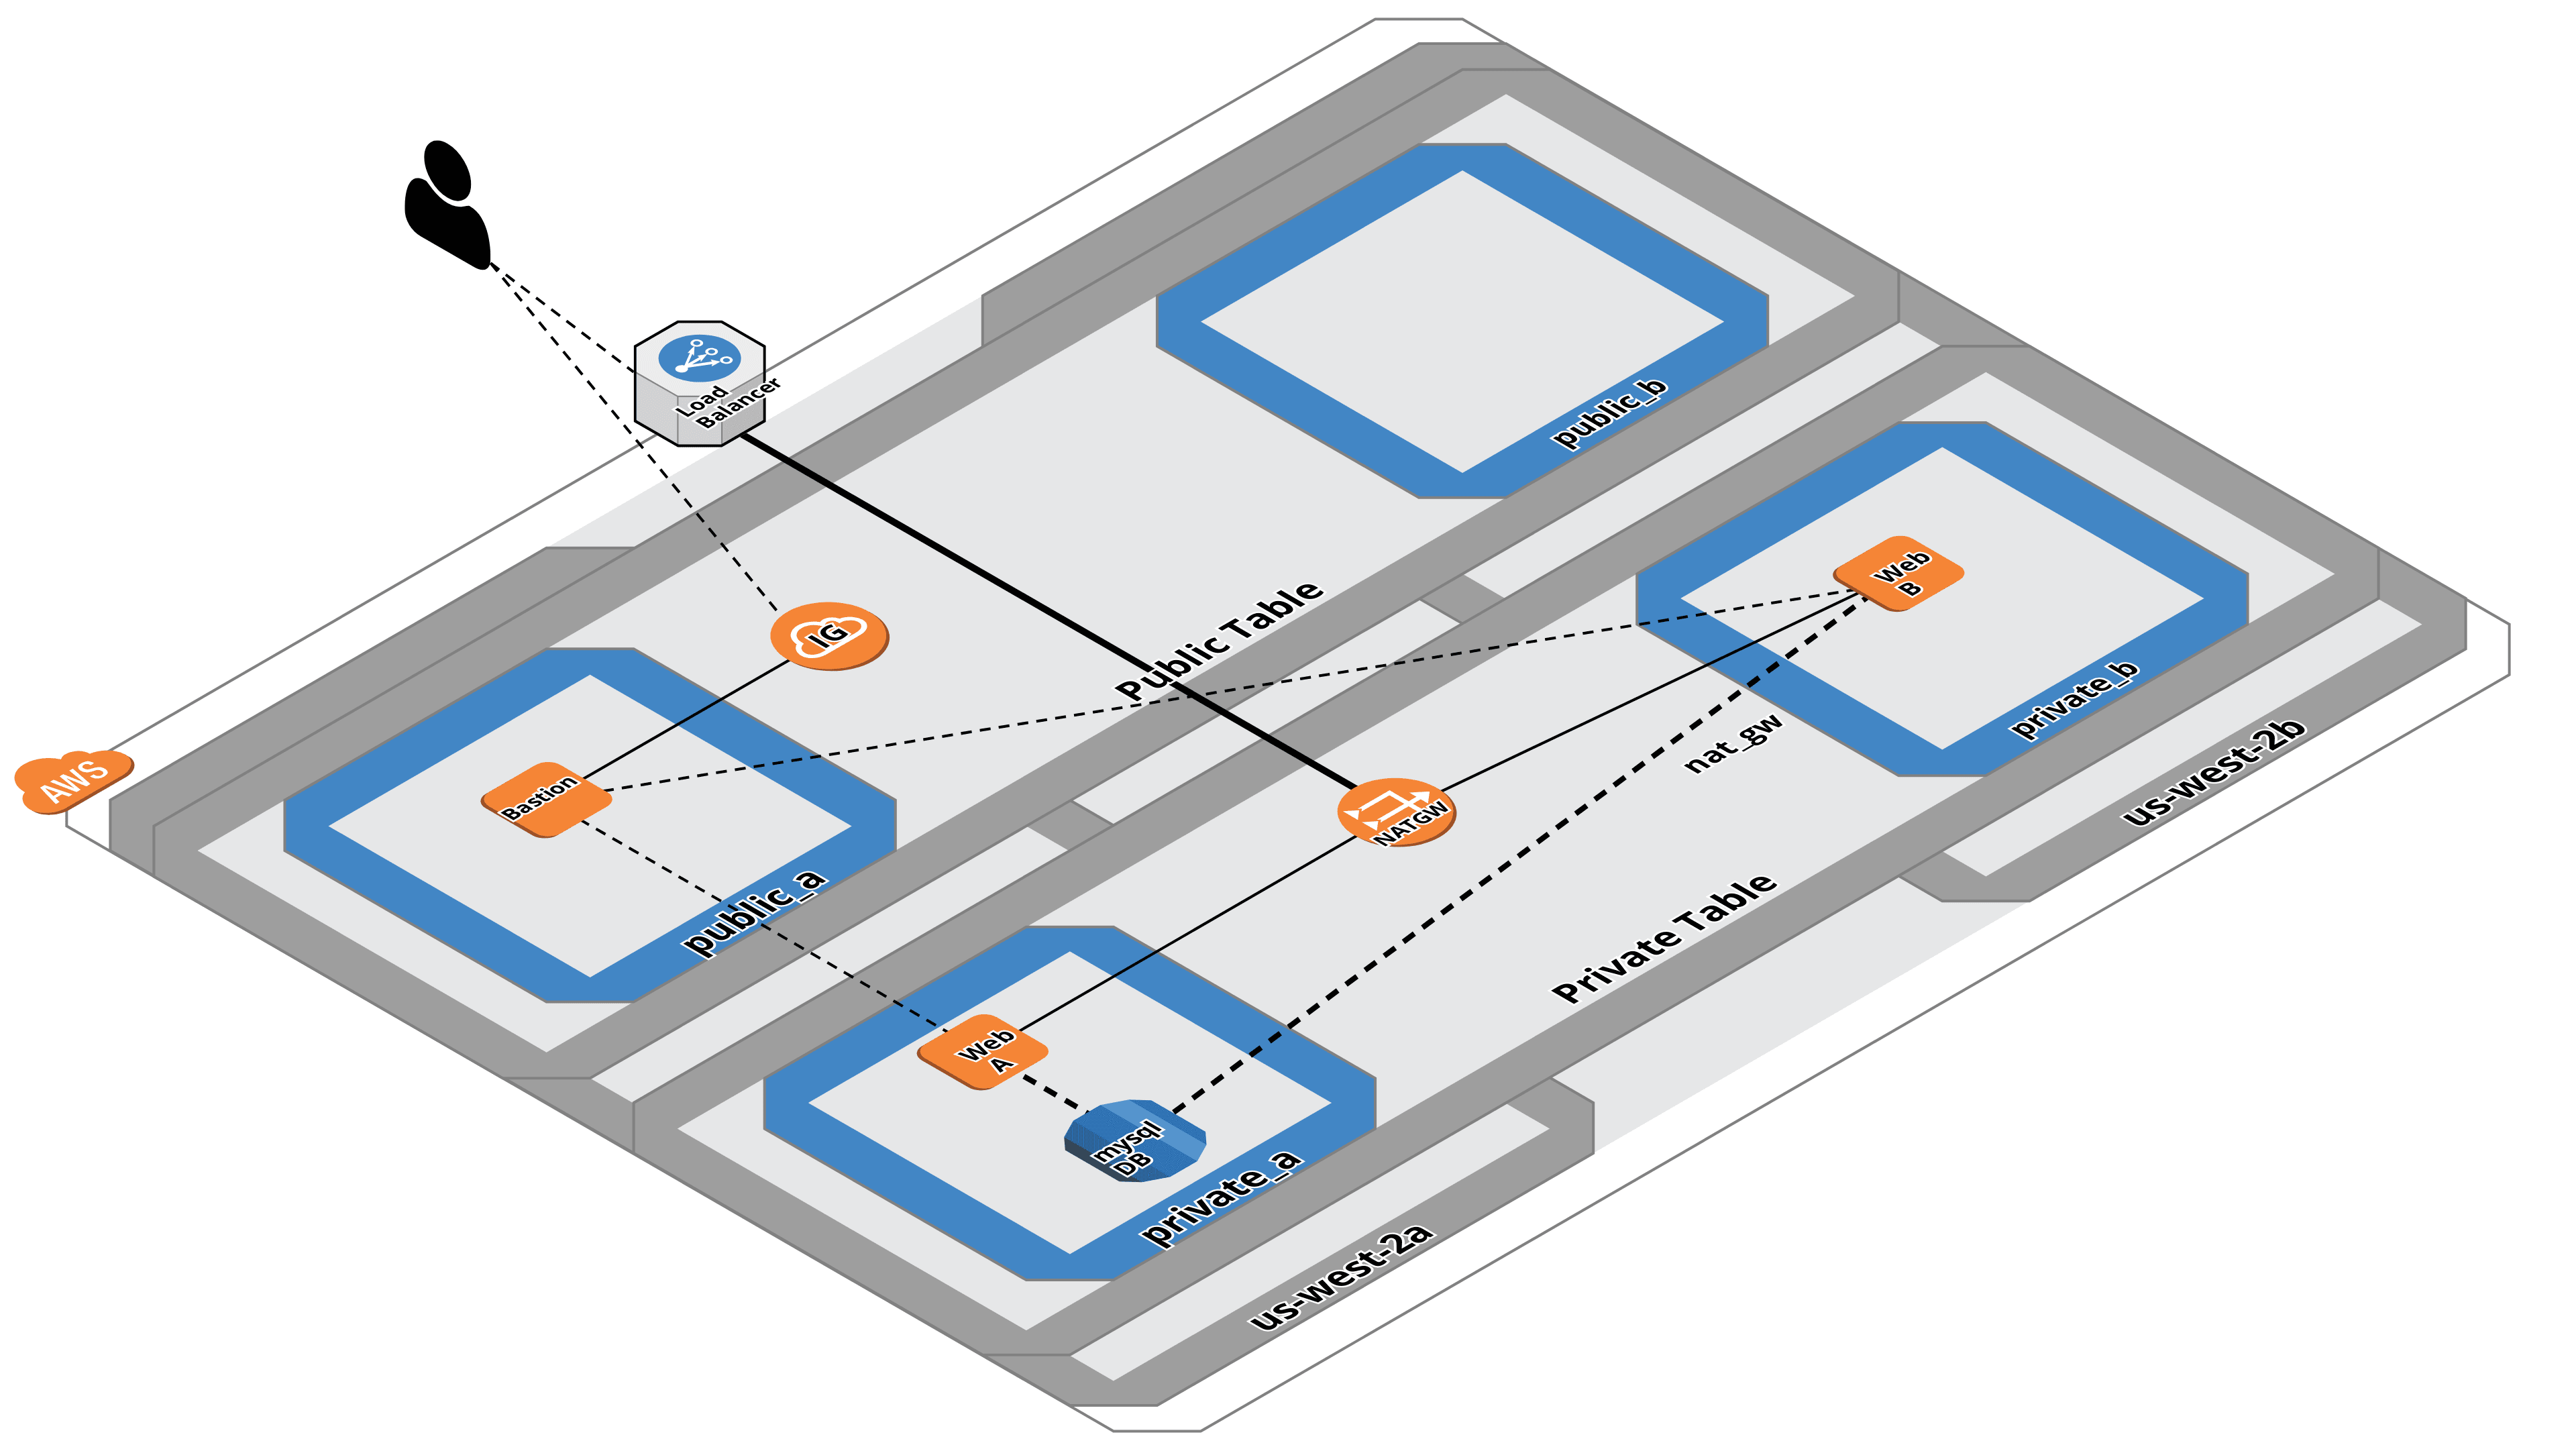 Load
Balancer
public_b
Web
B
IG
Public Table
private_b
nat_gw
us-west-2b
AWS
Bastion
NATGW
public_a
Private Table
Web
A
mysql
DB
private_a
us-west-2a